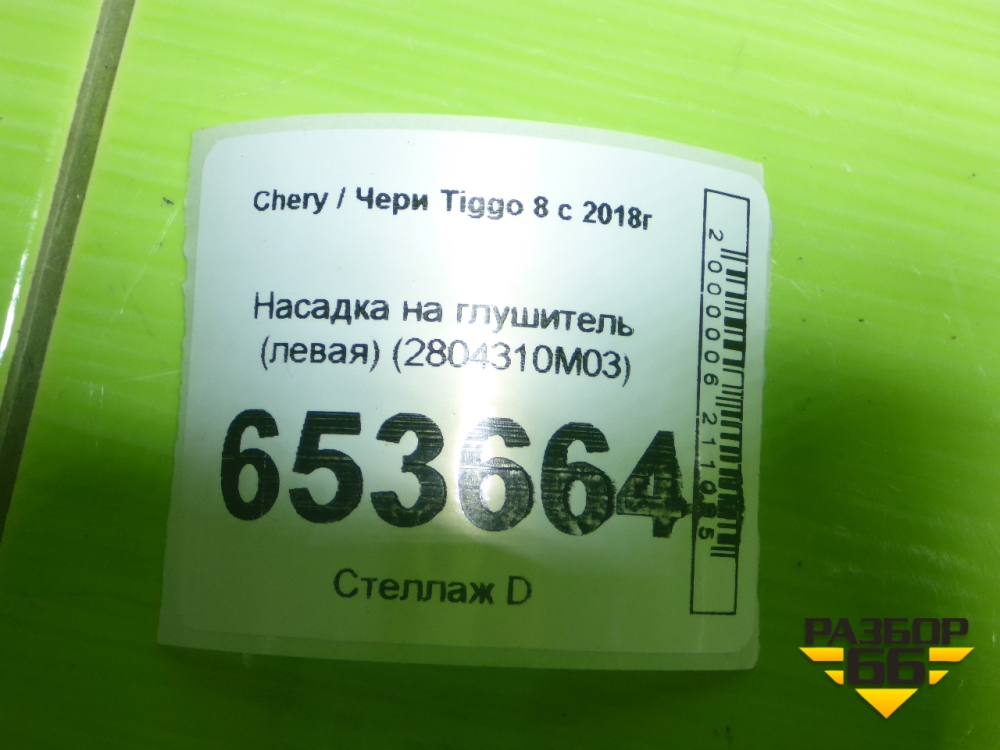 Chery / Чери Tiggo 8 с 2018г
Насадка на глушитель
(левая) (2804310M03)
653664
Стеллаж D
РАЗБОР
66